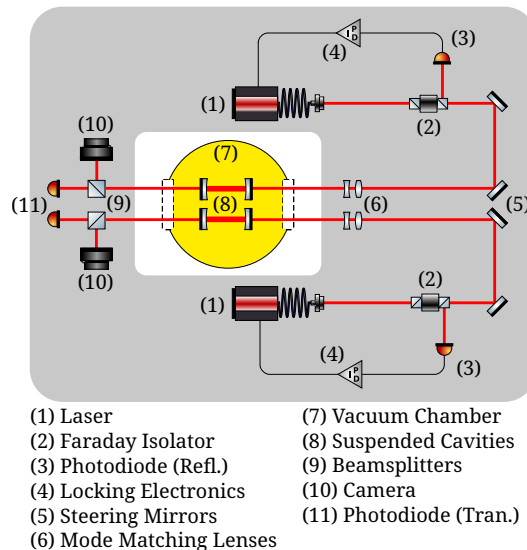 (4)
P
I
D
(3)
(1)
(2)
(10)
(7)
(11)
(9)
(8)
(6)
(5)
(10)
(1)
(2)
(4)
P
I
D
(3)
(1) Laser
(2) Faraday Isolator
(3) Photodiode (Refl.)
(4) Locking Electronics
(5) Steering Mirrors
(6) Mode Matching Lenses
(7) Vacuum Chamber
(8) Suspended Cavities
(9) Beamsplitters
(10) Camera
(11) Photodiode (Tran.)